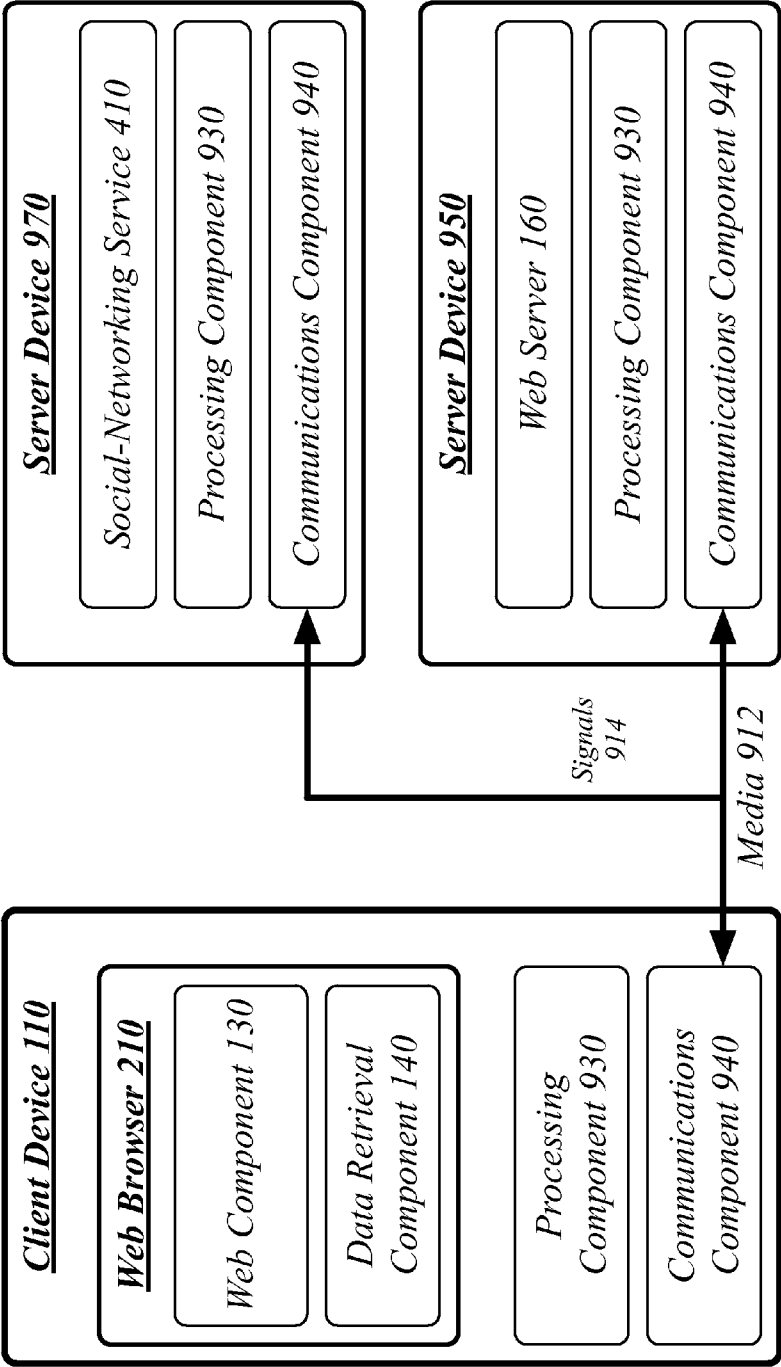 Client Device 110
Web Browser 210
Web Component 130
Data Retrieval
Component 140
Processing
Component 930
Communications
Component 940
Signals
914
Media 912
Server Device 970
Social-Networking Service 410
Processing Component 930
Communications Component 940
Server Device 950
Web Server 160
Processing Component 930
Communications Component 940